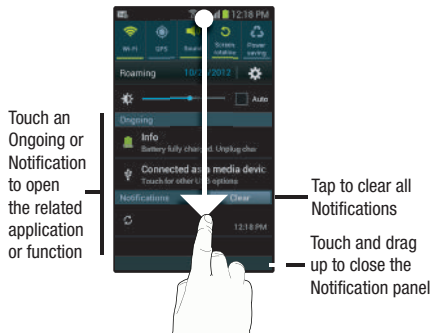 12:18 PM
Wi-Fi GPS Screen rotation Power saving
Roaming 2012
Auto
Ongoing
Info
Battery fully Unplug
Connected as a media devic
Touch for other options
Notifications Clear
12:18 PM
Touch an
Ongoing or
Notification
to open
the related
application
or function
Tap to clear all
Notifications
Touch and drag
up to close the
Notification panel